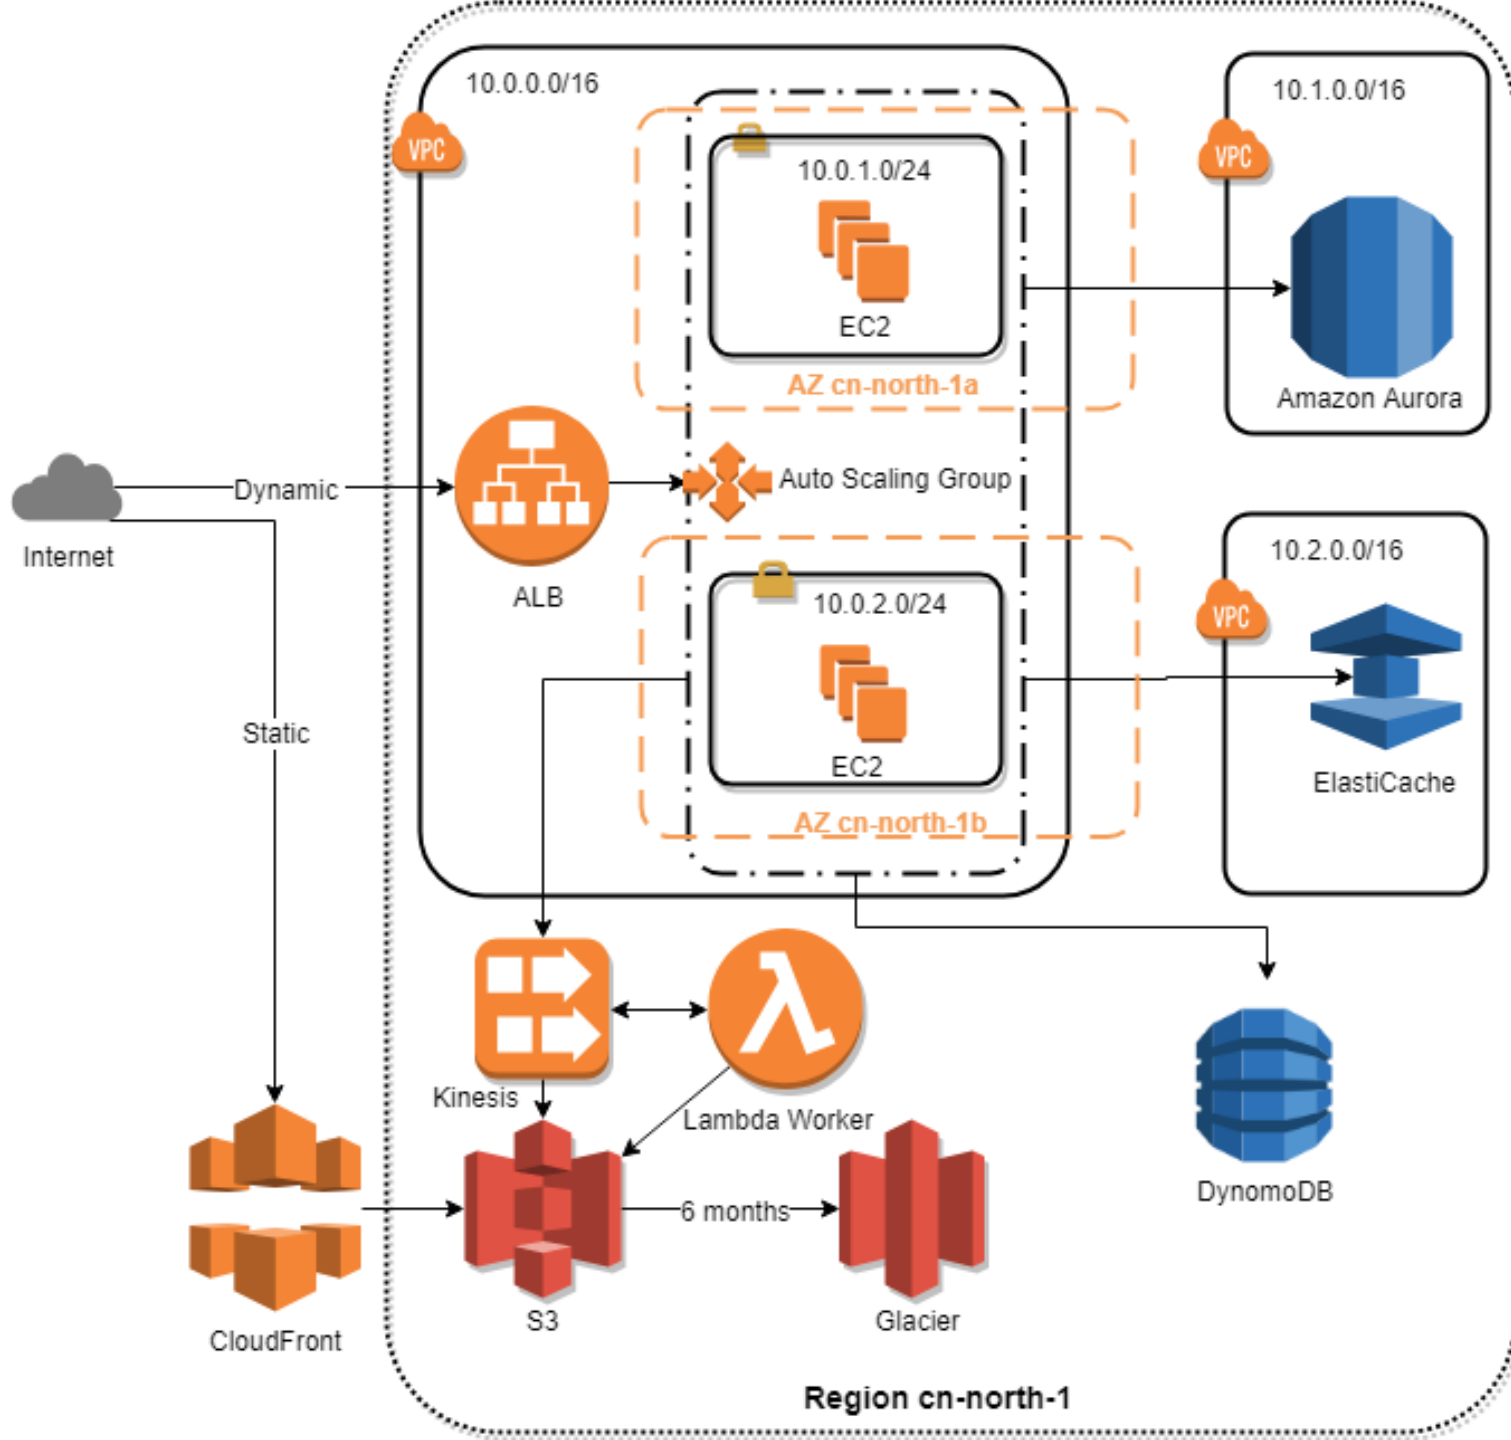 10.0.0.0/16
10.1.0.0/16
VPC
VPC
10.0.1.0/24
EC2
AZ cn-north-1a
Amazon Aurora
Dynamic
Auto Scaling Group
Internet
ALB
10.2.0.0/16
VPC
10.0.2.0/24
EC2
AZ cn-north-1b
ElastiCache
Static
Kinesis
Lambda Worker
DynomoDB
6 months
S3
Glacier
CloudFront
Region cn-north-1